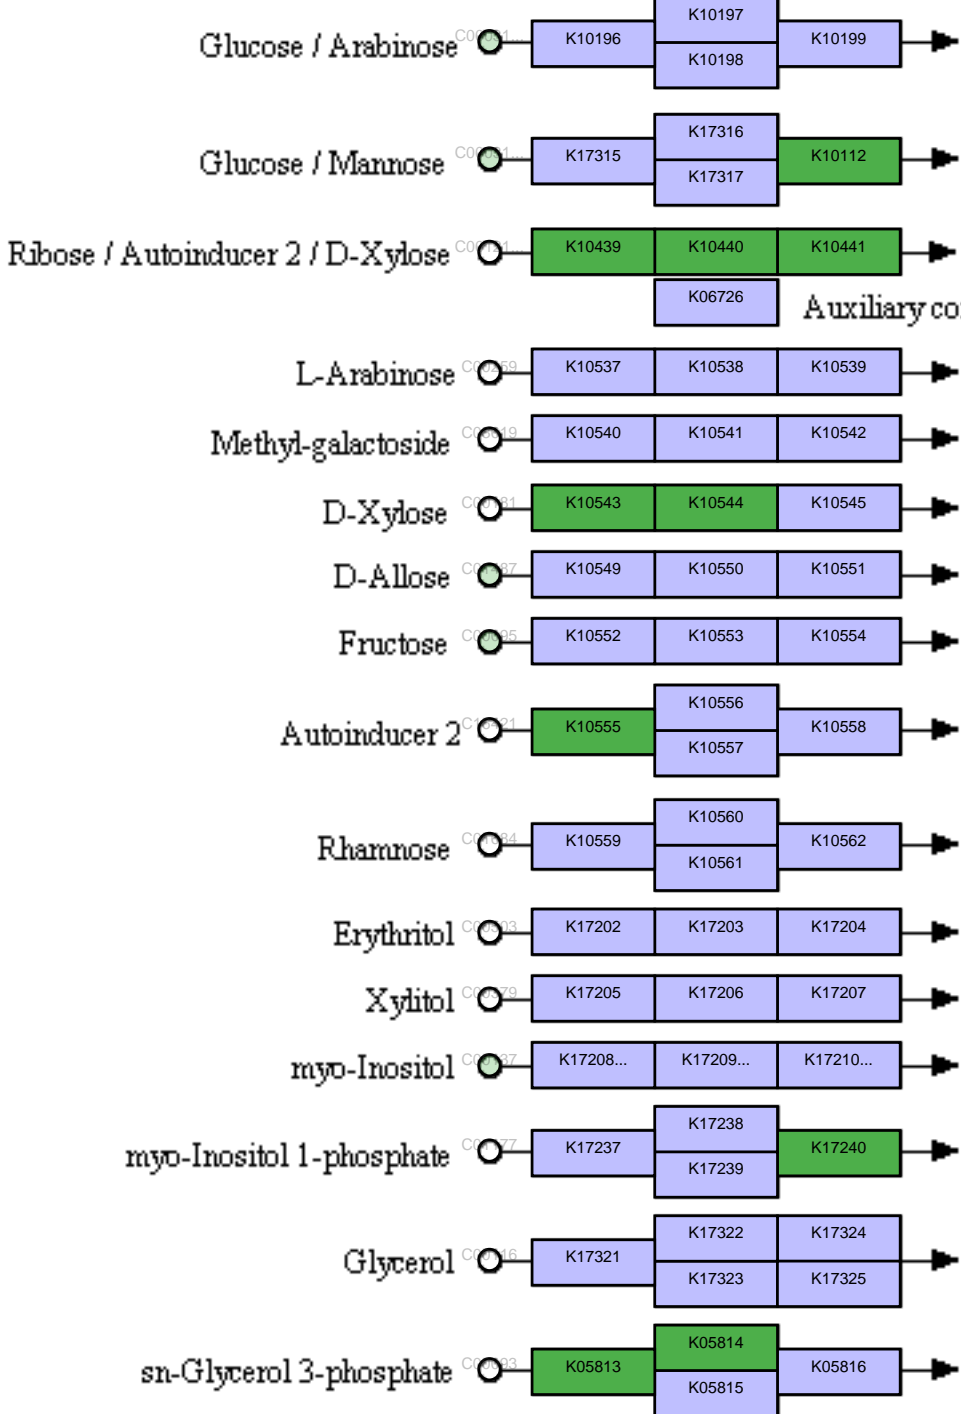 K10197
Glucose / Arabinose K10196 K10199
K10198
K17316
Glucose / Mannose K17315 K10112
K17317
Ribose / Autoinducer 2 / D-Xylose K10439 K10440 K10441
K06726 Auxiliary
L-Arabinose K10537 K10538 K10539
Methyl-galactoside K10540 K10541 K10542
D-Xylose K10543 K10544 K10545
D-Allose K10549 K10550 K10551
Fructose K10552 K10553 K10554
K10556
Autoinducer 2 K10555 K10558
K10557
K10560
Rhamnose K10559 K10562
K10561
Erythritol K17202 K17203 K17204
Xylitol K17205 K17206 K17207
myo-Inositol K17208... K17209... K17210...
K17238
myo-Inositol 1-phosphate K17237 K17240
K17239
K17322 K17324
Glycerol K17321
K17323 K17325
K05814
sn-Glycerol 3-phosphate K05813 K05816
K05815